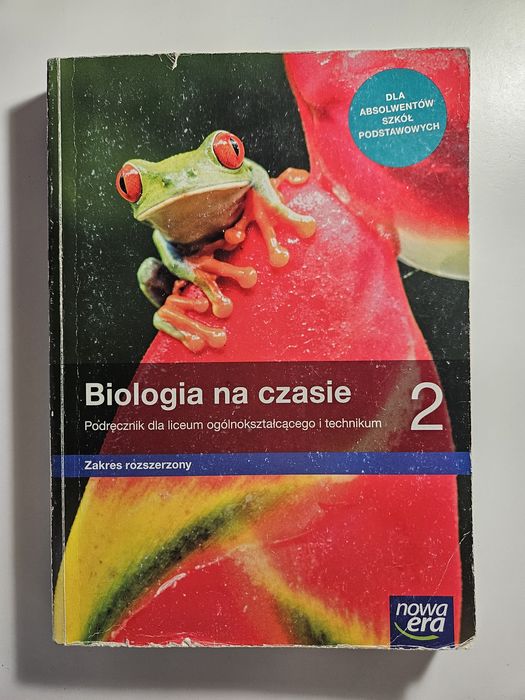 DLA
ABSOLWENTÓW
SZKÓŁ
PODSTAWOWYCH
Biologia na czasie 2
Podręcznik dla liceum ogólnokształcącego i technikum
Zakres rozszerzony
nowa
era